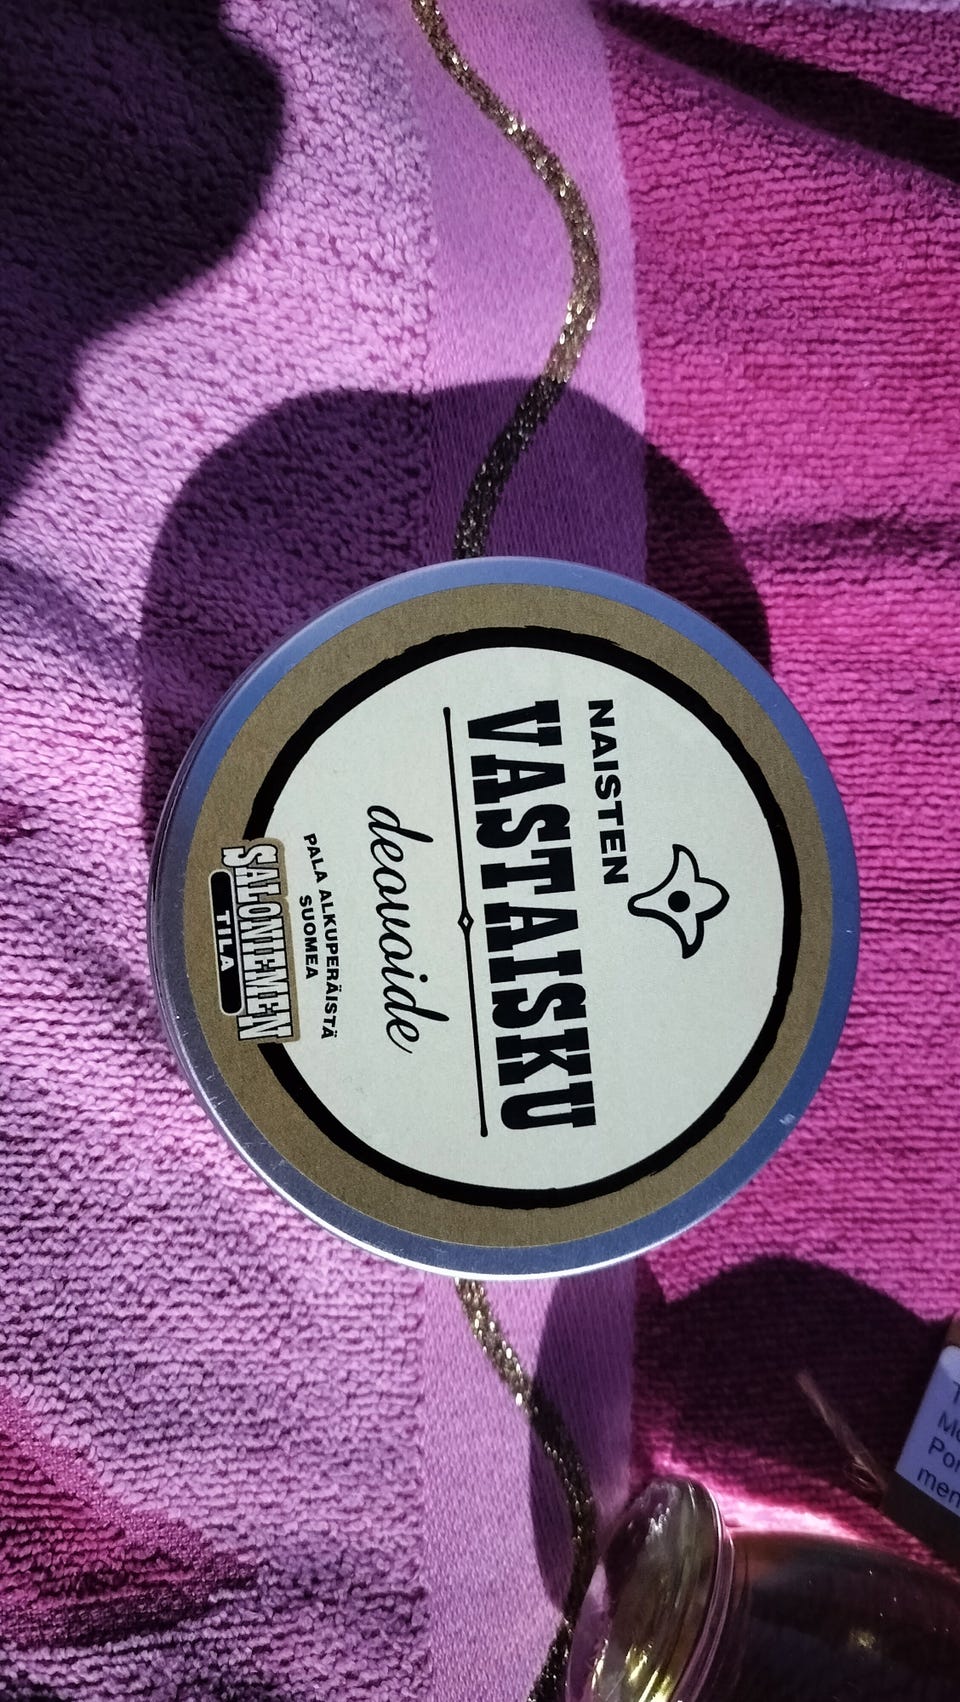 NAISTEN
VASTAISKU
deovoide
PALA ALKUPERÄISTÄ
SUOMEA
SALONIEMEN
TILA